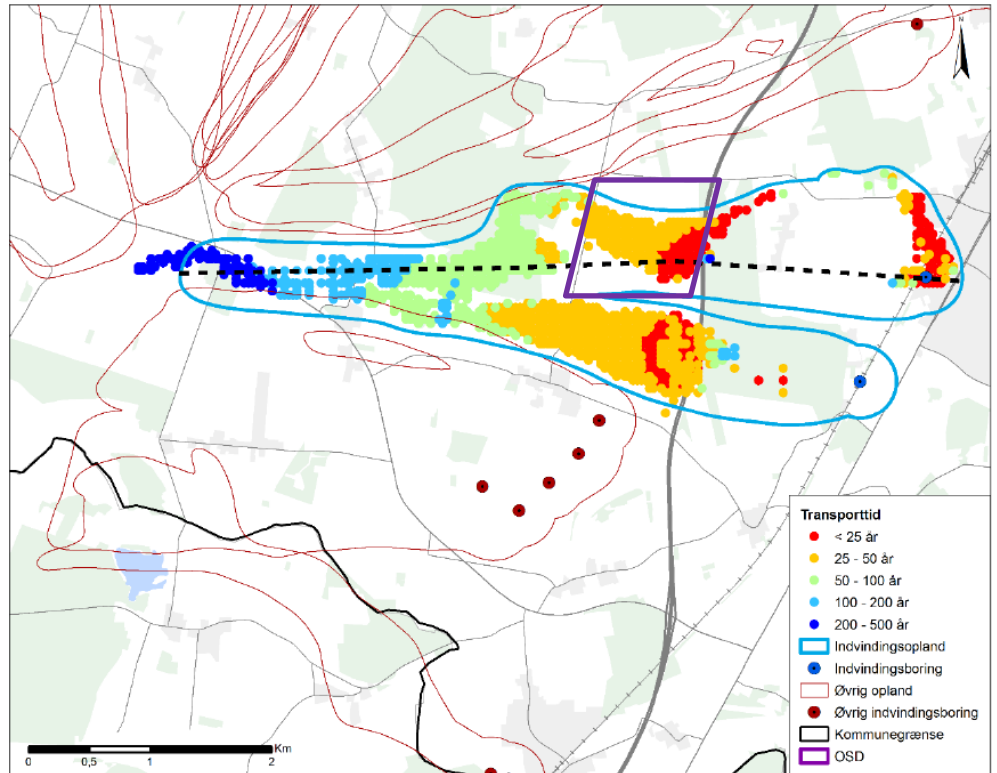 N
Transporttid
< 25 år
25 - 50 år
50 - 100 år
100 - 200 år
200 - 500 år
Indvindingsopland
Indvindingsboring
Øvrig opland
Øvrig indvindingsboring
Kommunegrænse
OSD
Km
0 0,5 1 2